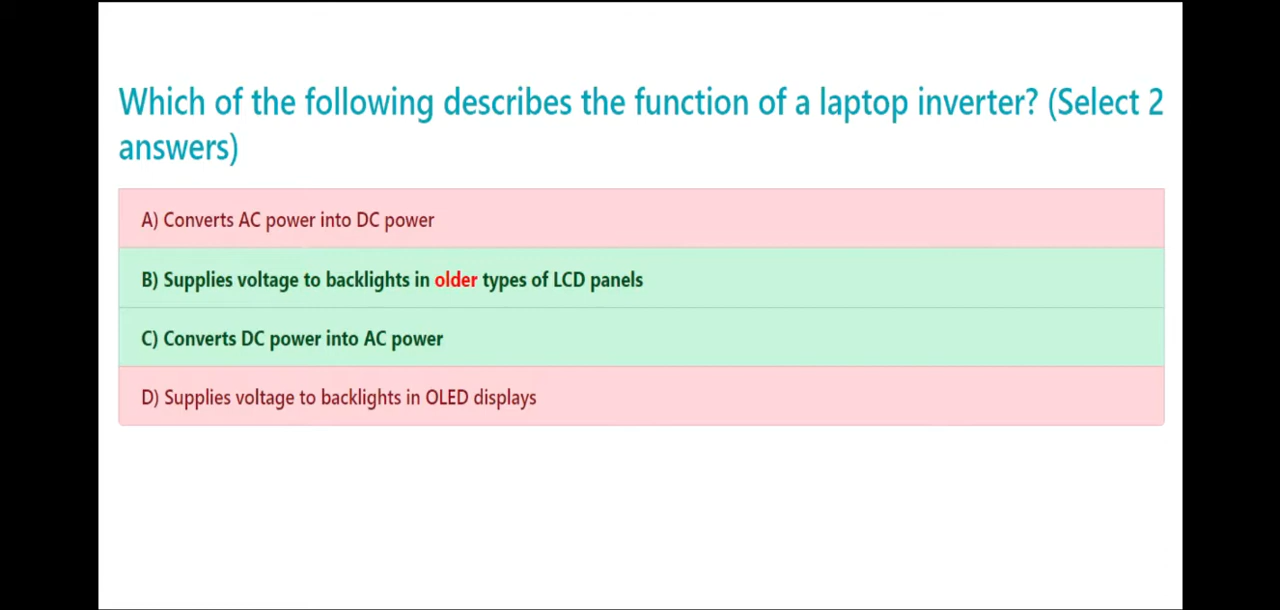 Which of the following describes the function of a laptop inverter? (Select 2
answers)
A) Converts AC power into DC power
B) Supplies voltage to backlights in older types of LCD panels
C) Converts DC power into AC power
D) Supplies voltage to backlights in OLED displays